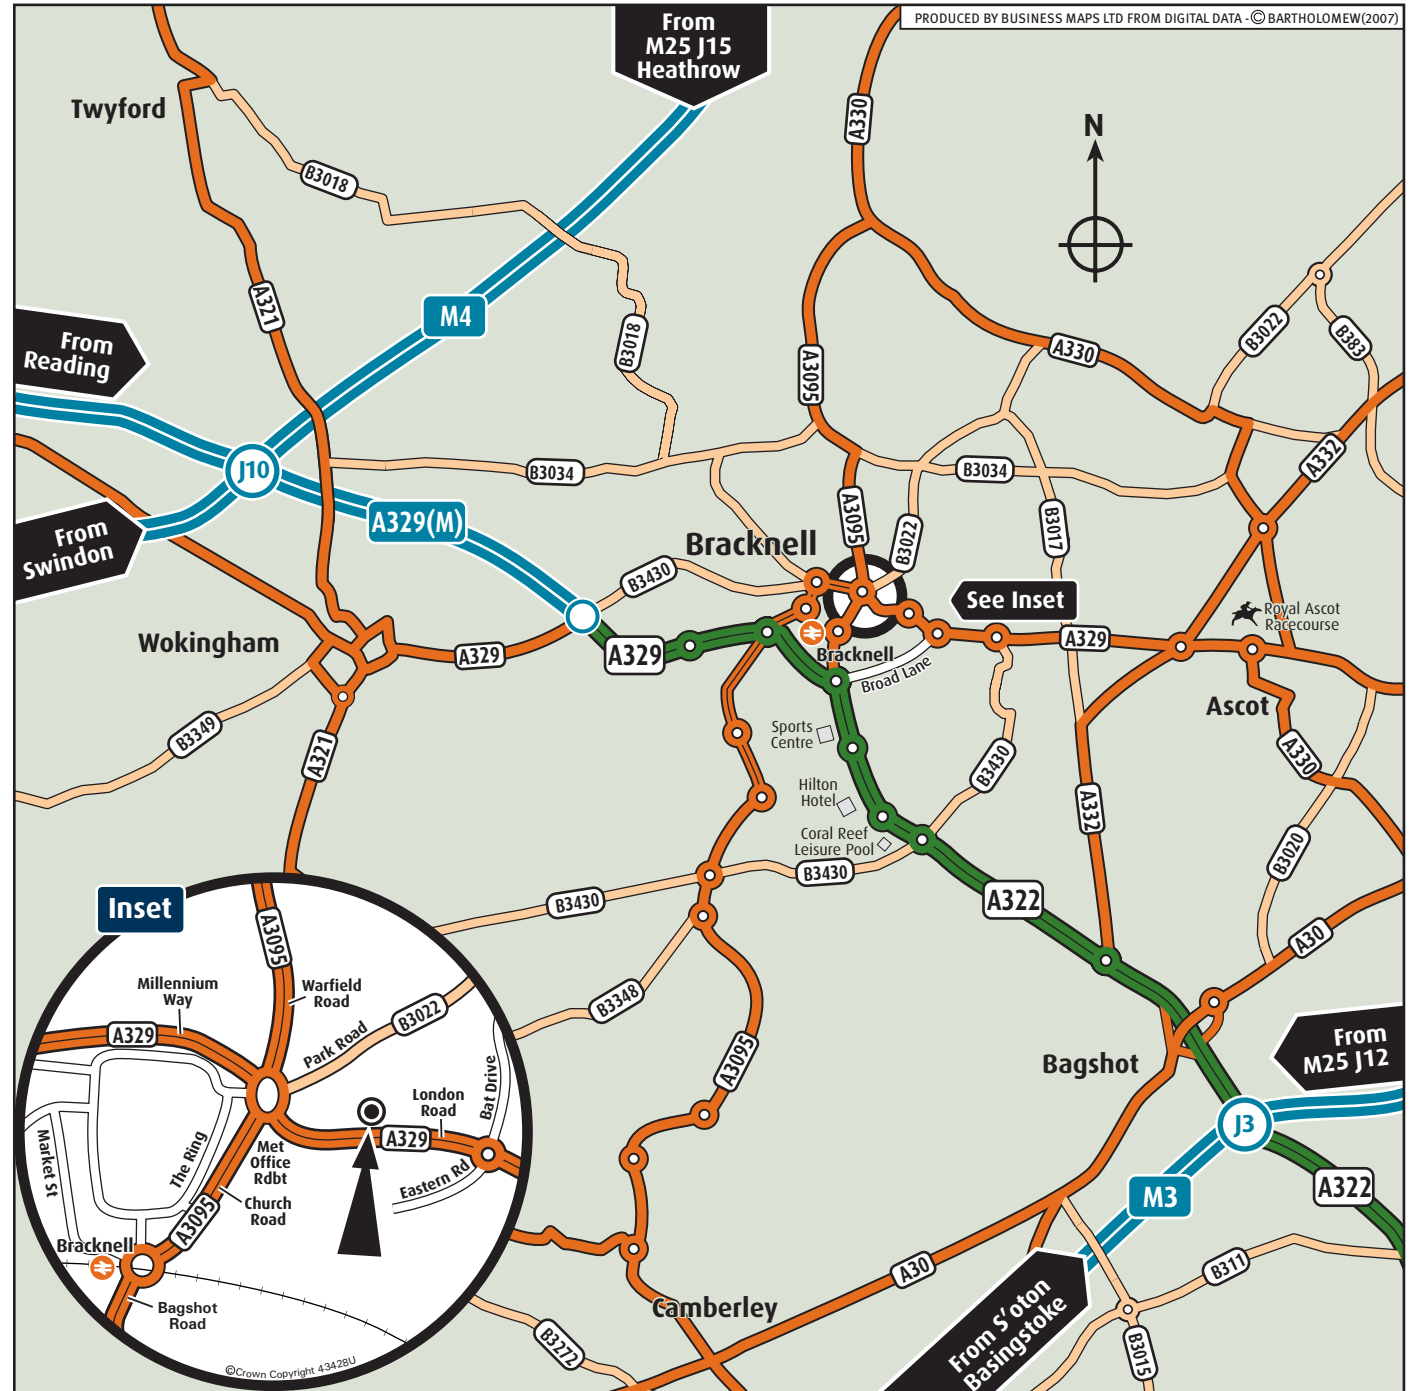 PRODUCED BY BUSINESS MAPS LTD FROM DIGITAL DATA - © BARTHOLOMEW(2007)
From
M25 J15
Heathrow
Twyford
A330
N
B3018
A321
M4
B3018
From
Reading
A3095
A330
B3022
B383
J10
B3034
B3034
A332
A329(M)
A3095
B3022
B3017
From
Swindon
Bracknell
B3430
See Inset
Royal Ascot
Racecourse
Wokingham
A329
A329
Bracknell
A329
Broad Lane
Ascot
B3349
A321
Sports
Centre
A330
B3430
Hilton
Hotel
A332
Coral Reef
Leisure Pool
B3430
B3020
B3430
A322
A30
B3348
A3095
Bagshot
From
M25 J12
J3
M3
A322
A30
B311
From S'oton
Basingstoke
Camberley
B3272
B3015
Inset
A3095
Millennium
Way
Warfield
Road
A329
Park Road
B3022
Bat Drive
London
Road
A329
Market St
The Ring
Met
Office
Rdbt
Eastern Rd
Church
Road
A3095
Bracknell
Bagshot
Road
©Crown Copyright 43428U